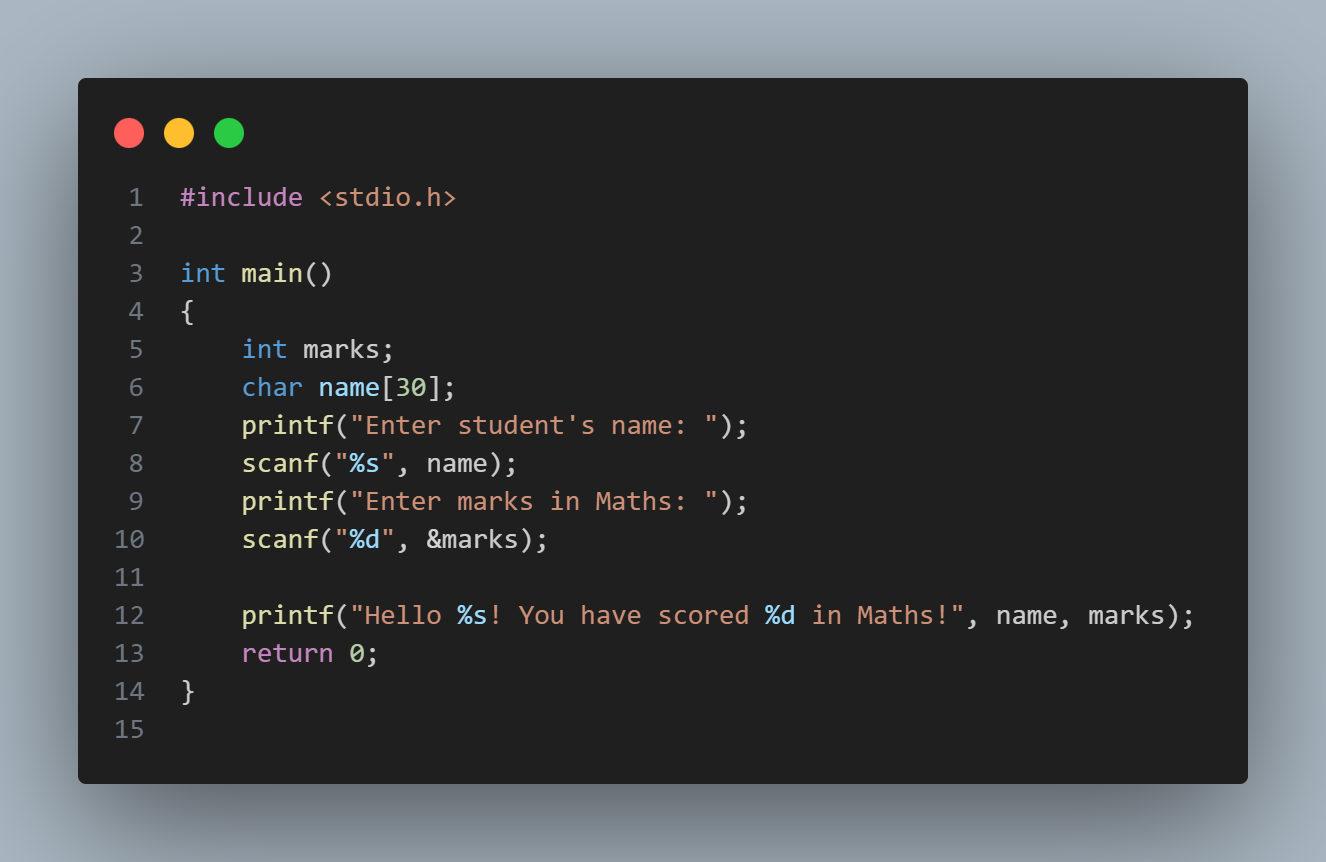 1 #include <stdio.h>
2
3 int main()
4 {
5     int marks;
6     char name[30];
7     printf("Enter student's name: ");
8     scanf("%s", name);
9     printf("Enter marks in Maths: ");
10     scanf("%d", &marks);
11
12     printf("Hello %s! You have scored %d in Maths!", name, marks);
13     return 0;
14 }
15